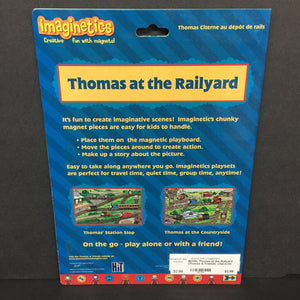 imaginetics
Creative fun with magnets!
Thomas Citerne au dépôt de rails
Thomas at the Railyard
It's fun to create imaginative scenes! Imaginetic's chunky
magnet pieces are easy for kids to handle.
• Place them on the magnetic playboard.
• Move the pieces around to create action.
• Make up a story about the picture.
Easy to take along anywhere you go. Imaginetics playsets
are perfect for travel time, quiet time, group time, anytime!
Thomas' Station Stop
Thomas at the Countryside
On the go - play alone or with a friend!
HiT
3+